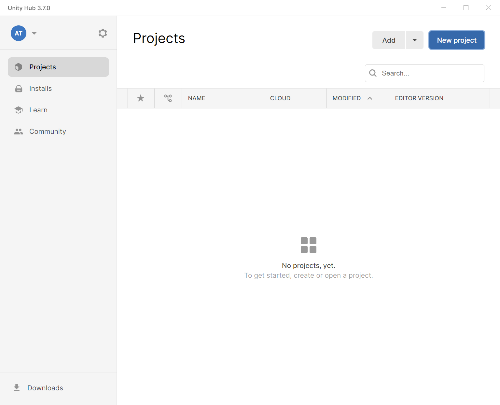 Unity Hub 3.7.0
AT
Projects
Installs
Learn
Community
Downloads
Projects
Add
New project
Search...
NAME CLOUD MODIFIED EDITOR VERSION
No projects, yet.
To get started, create or open a project.